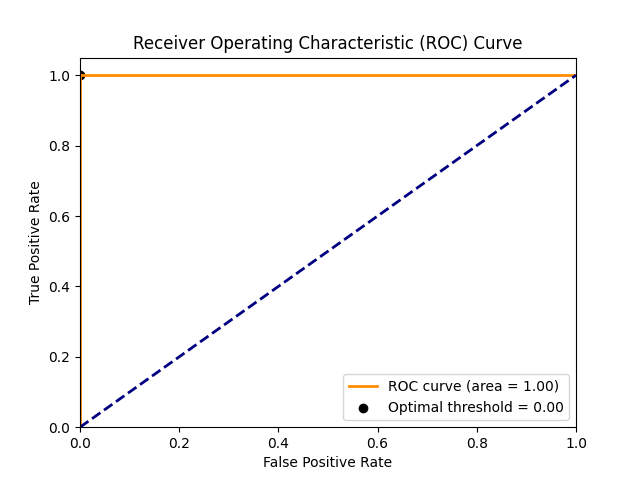 Receiver Operating Characteristic (ROC) Curve
1.0
0.8
0.6
0.4
0.2
0.0
True Positive Rate
ROC curve (area = 1.00)
Optimal threshold = 0.00
0.0 0.2 0.4 0.6 0.8 1.0
False Positive Rate